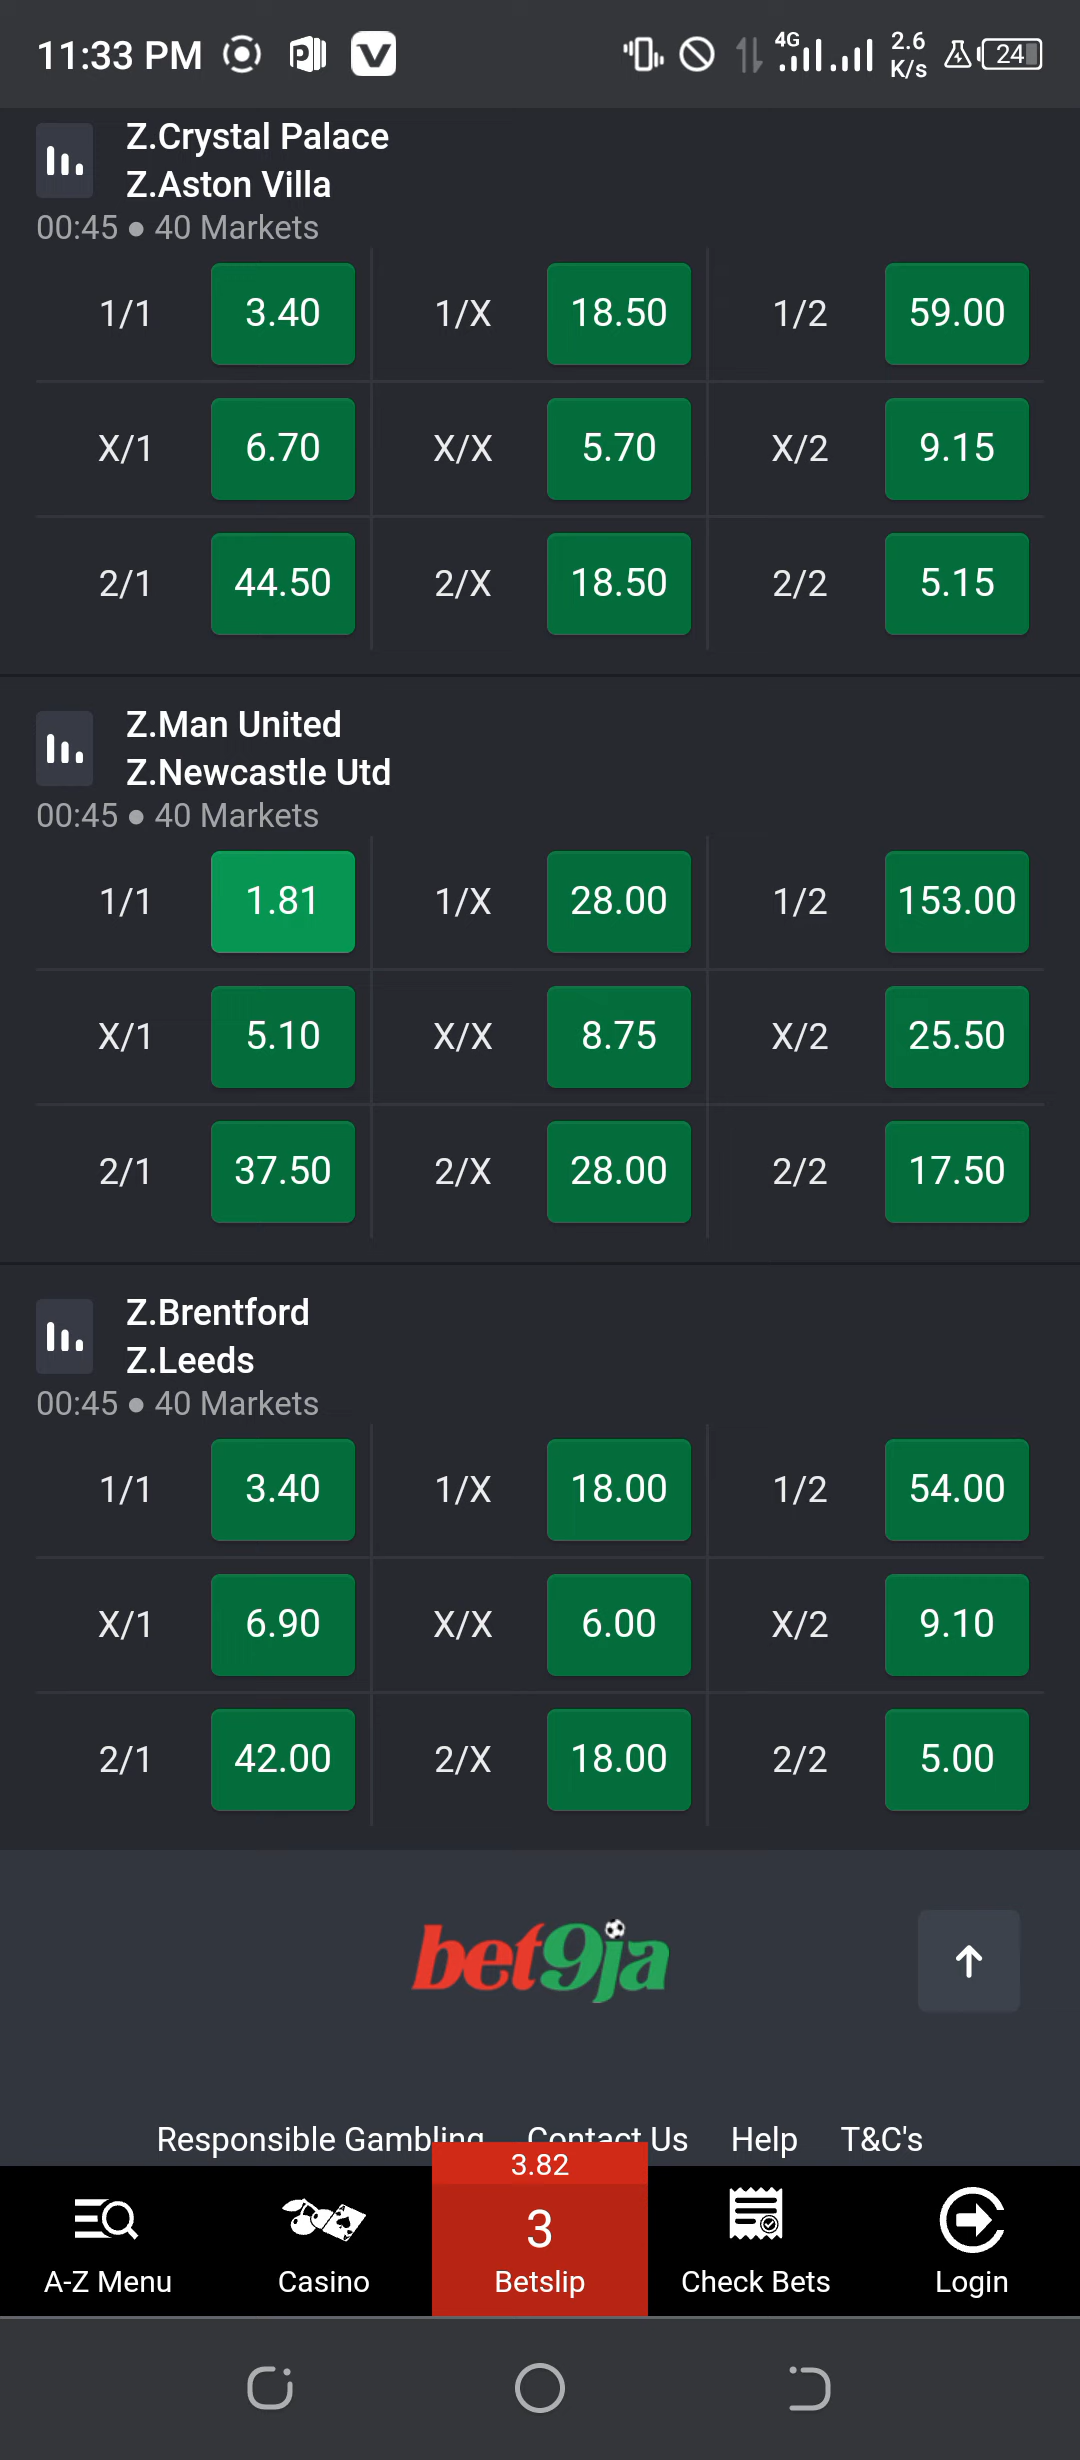 11:33 PM 4G 2.6 K/s 24
Z.Crystal Palace
Z.Aston Villa
00:45 ● 40 Markets
1/1 3.40 1/X 18.50 1/2 59.00
X/1 6.70 X/X 5.70 X/2 9.15
2/1 44.50 2/X 18.50 2/2 5.15
Z.Man United
Z.Newcastle Utd
00:45 ● 40 Markets
1/1 1.81 1/X 28.00 1/2 153.00
X/1 5.10 X/X 8.75 X/2 25.50
2/1 37.50 2/X 28.00 2/2 17.50
Z.Brentford
Z.Leeds
00:45 ● 40 Markets
1/1 3.40 1/X 18.00 1/2 54.00
X/1 6.90 X/X 6.00 X/2 9.10
2/1 42.00 2/X 18.00 2/2 5.00
bet9ja
Responsible Gambling Contact Us Help T&C's
3.82
3
A-Z Menu Casino Betslip Check Bets Login